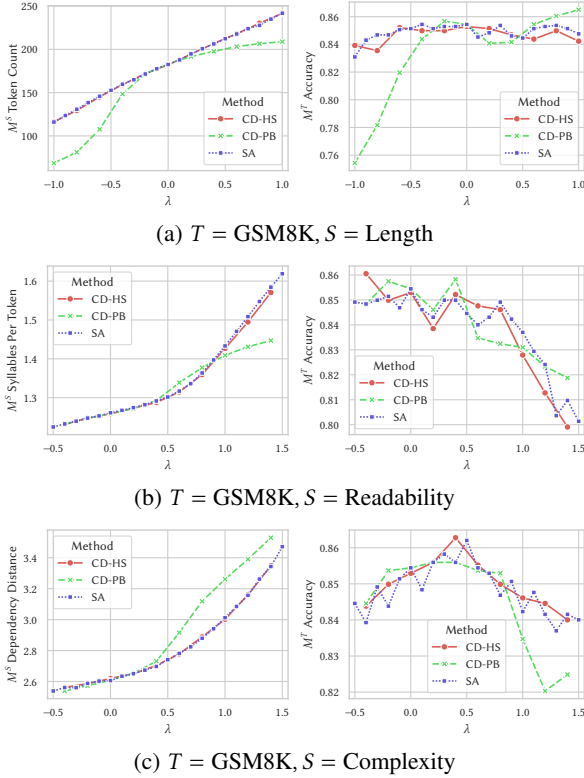 250
200
150
100
M^S Token Count
Method
CD-HS
CD-PB
SA
−1.0 −0.5 0.0 0.5 1.0
λ
0.86
0.84
0.82
0.80
0.78
0.76
M^T Accuracy
Method
CD-HS
CD-PB
SA
−1.0 −0.5 0.0 0.5 1.0
λ
(a) T = GSM8K, S = Length
1.6
1.5
1.4
1.3
M^S Syllables Per Token
Method
CD-HS
CD-PB
SA
−0.5 0.0 0.5 1.0 1.5
λ
0.86
0.85
0.84
0.83
0.82
0.81
0.80
M^T Accuracy
Method
CD-HS
CD-PB
SA
−0.5 0.0 0.5 1.0 1.5
λ
(b) T = GSM8K, S = Readability
3.4
3.2
3.0
2.8
2.6
M^S Dependency Distance
Method
CD-HS
CD-PB
SA
−0.5 0.0 0.5 1.0 1.5
λ
0.86
0.85
0.84
0.83
0.82
M^T Accuracy
Method
CD-HS
CD-PB
SA
−0.5 0.0 0.5 1.0 1.5
λ
(c) T = GSM8K, S = Complexity